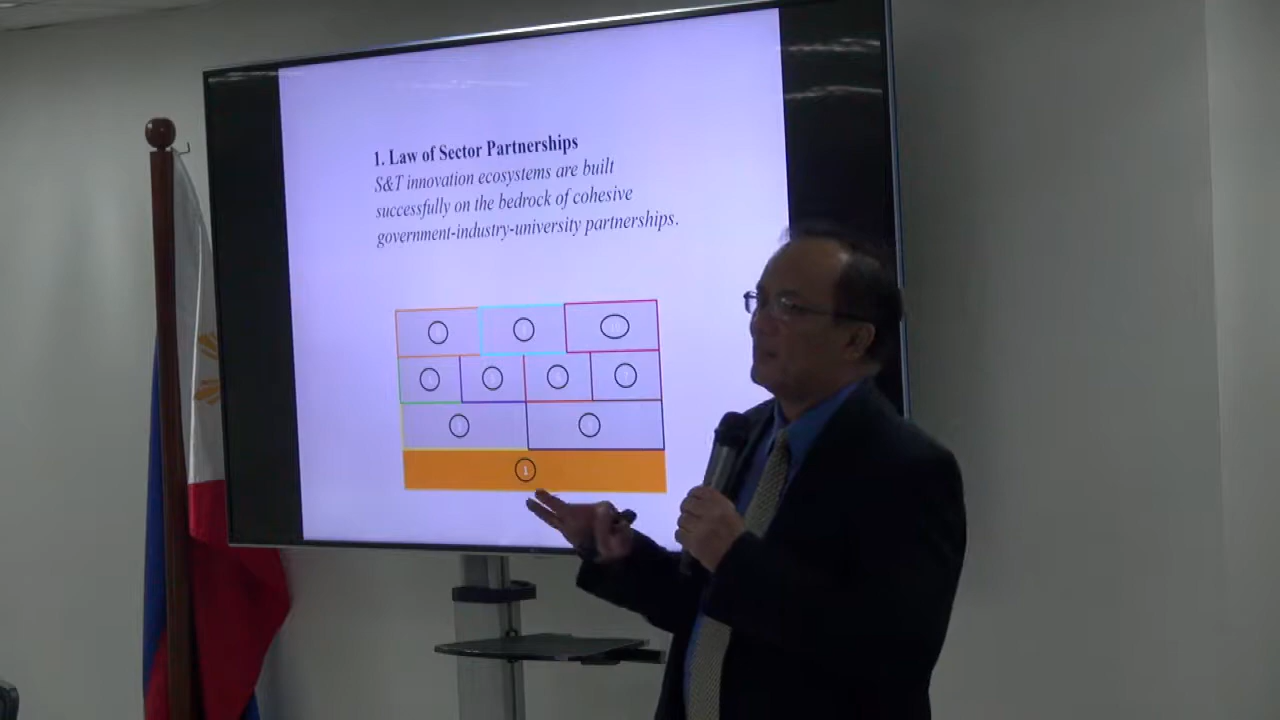 1. Law of Sector Partnerships
S&T innovation ecosystems are built
successfully on the bedrock of cohesive
government-industry-university partnerships.
1